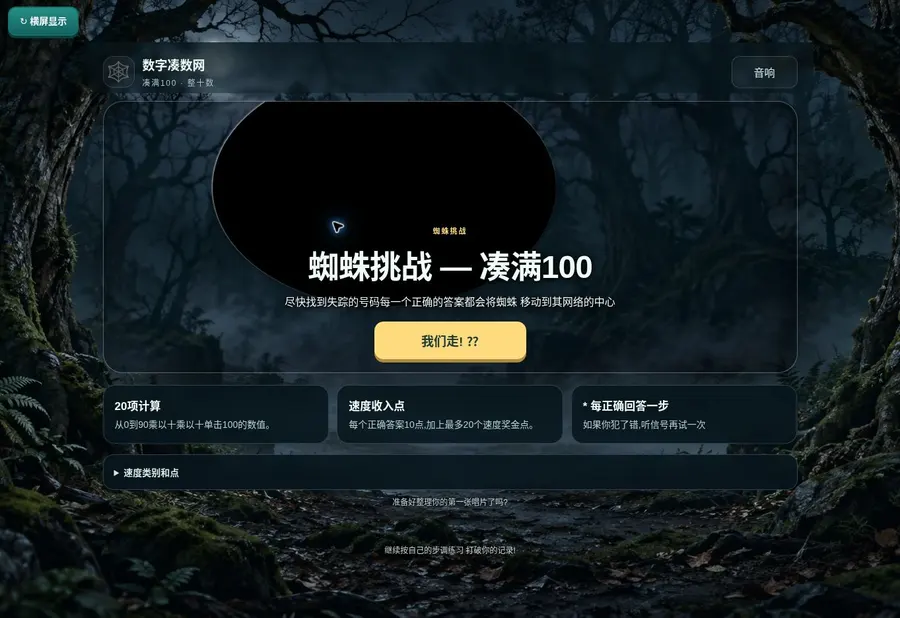 ↻ 横屏显示
数字凑数网
凑满100 · 整十数
音响
蜘蛛挑战
蜘蛛挑战 — 凑满100
尽快找到失踪的号码每一个正确的答案都会将蜘蛛 移动到其网络的中心
我们走! ??
20项计算
从0到90乘以十乘以十单击100的数值。
速度收入点
每个正确答案10点,加上最多20个速度奖金点。
* 每正确回答一步
如果你犯了错,听信号再试一次
▸ 速度类别和点
准备好整理你的第一张唱片了吗?
继续按自己的步调练习 打破你的记录!